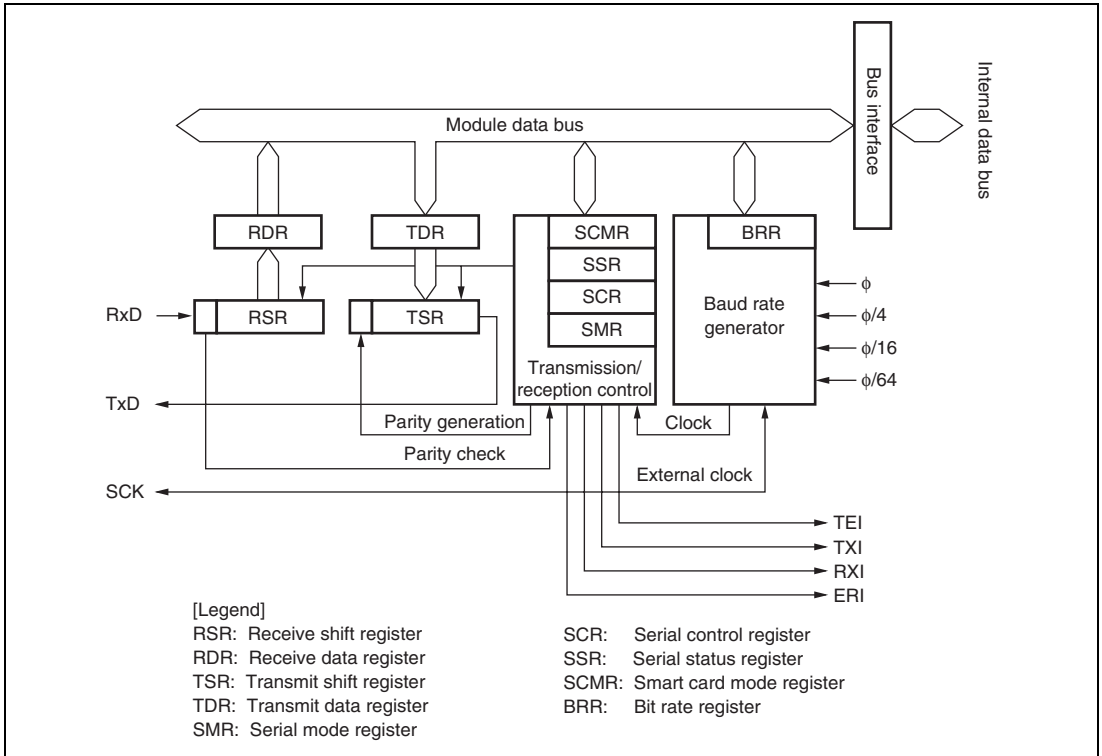 Internal data bus
Bus interface
Module data bus
RDR
TDR
SCMR
BRR
SSR
SCR
SMR
Baud rate
generator
RxD
RSR
TSR
ϕ
ϕ/4
ϕ/16
ϕ/64
Transmission/
reception control
TxD
Parity generation
Clock
Parity check
External clock
SCK
TEI
TXI
RXI
ERI
[Legend]
RSR: Receive shift register
RDR: Receive data register
TSR: Transmit shift register
TDR: Transmit data register
SMR: Serial mode register
SCR: Serial control register
SSR: Serial status register
SCMR: Smart card mode register
BRR: Bit rate register